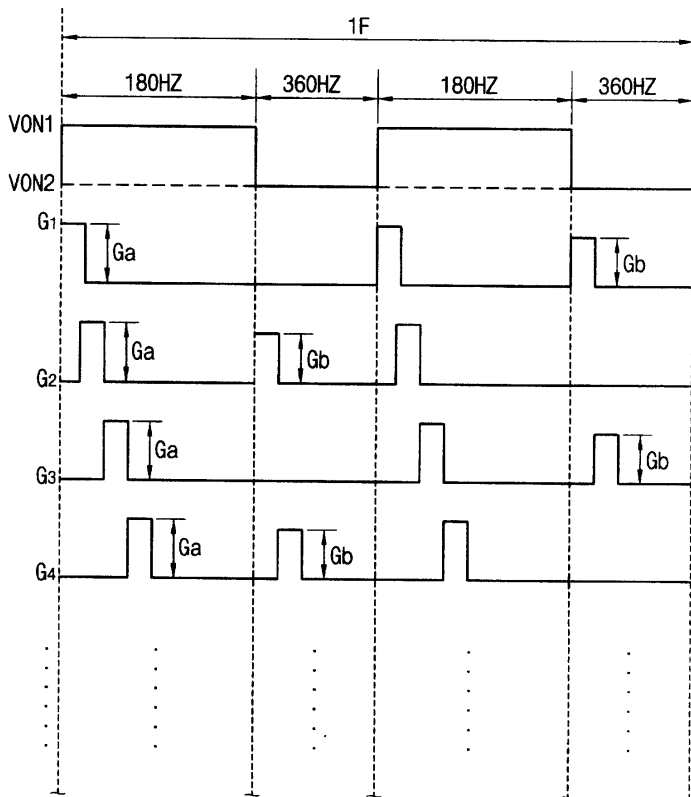 1F
180HZ 360HZ 180HZ 360HZ
VON1
VON2
G1
Ga
Gb
G2
Ga
Gb
G3
Ga
Gb
G4
Ga
Gb